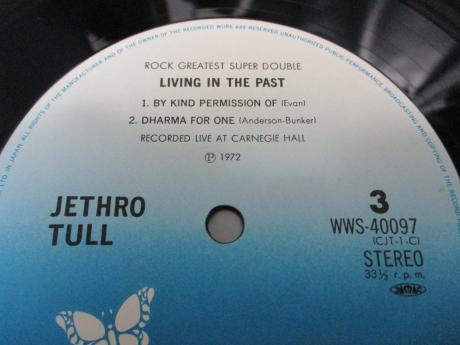 OF THE MANUFACTURER AND OF THE OWNER OF THE RECORDED WORK ARE RESERVED UNAUTHORIZED PUBLIC PERFORMANCE, BROADCASTING AND COPYING OF THE RECORDS
LTD. IN JAPAN ALL RIGHTS
ROCK GREATEST SUPER DOUBLE
LIVING IN THE PAST
1. BY KIND PERMISSION OF (Evan)
2. DHARMA FOR ONE (Anderson-Bunker)
RECORDED LIVE AT CARNEGIE HALL
Ⓟ 1972
JETHRO
TULL
3
WWS-40097
(CJT-1-C)
STEREO
33⅓ r.p.m.